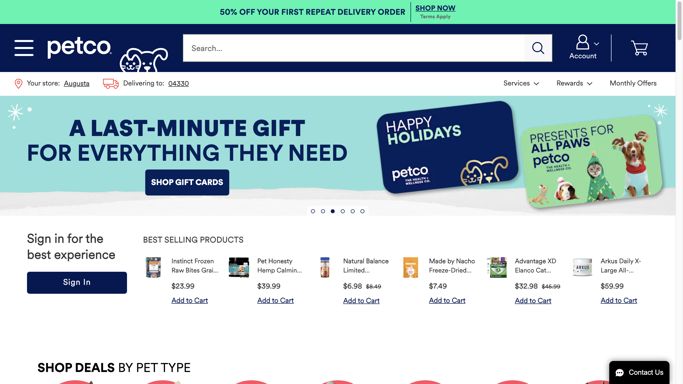 50% OFF YOUR FIRST REPEAT DELIVERY ORDER
SHOP NOW
Terms Apply
petco
Search...
Account
Your store: Augusta
Delivering to: 04330
Services
Rewards
Monthly Offers
A LAST-MINUTE GIFT
FOR EVERYTHING THEY NEED
SHOP GIFT CARDS
HAPPY
HOLIDAYS
petco
THE HEALTH +
WELLNESS CO.
PRESENTS FOR
ALL PAWS
petco
THE HEALTH +
WELLNESS CO.
Sign in for the
best experience
Sign In
BEST SELLING PRODUCTS
Instinct Frozen
Raw Bites Grai...
$23.99
Add to Cart
Pet Honesty
Hemp Calmin...
$39.99
Add to Cart
Natural Balance
Limited...
$6.98 $8.49
Add to Cart
Made by Nacho
Freeze-Dried...
$7.49
Add to Cart
Advantage XD
Elanco Cat...
$32.98 $45.99
Add to Cart
ARKUS
Arkus Daily X-
Large All-...
$59.99
Add to Cart
SHOP DEALS BY PET TYPE
Contact Us